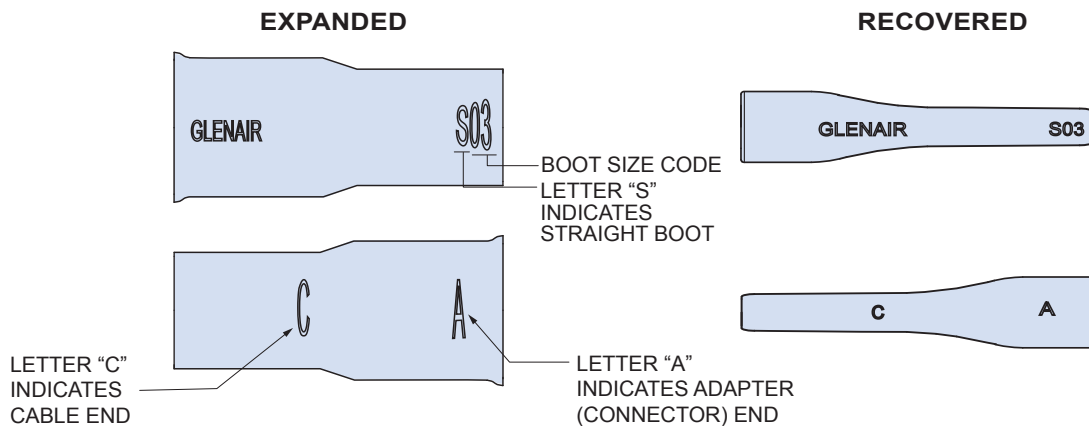 EXPANDED
RECOVERED
GLENAIR
S03
BOOT SIZE CODE
LETTER “S”
INDICATES
STRAIGHT BOOT
GLENAIR
S03
C
A
LETTER “C”
INDICATES
CABLE END
LETTER “A”
INDICATES ADAPTER
(CONNECTOR) END
C
A